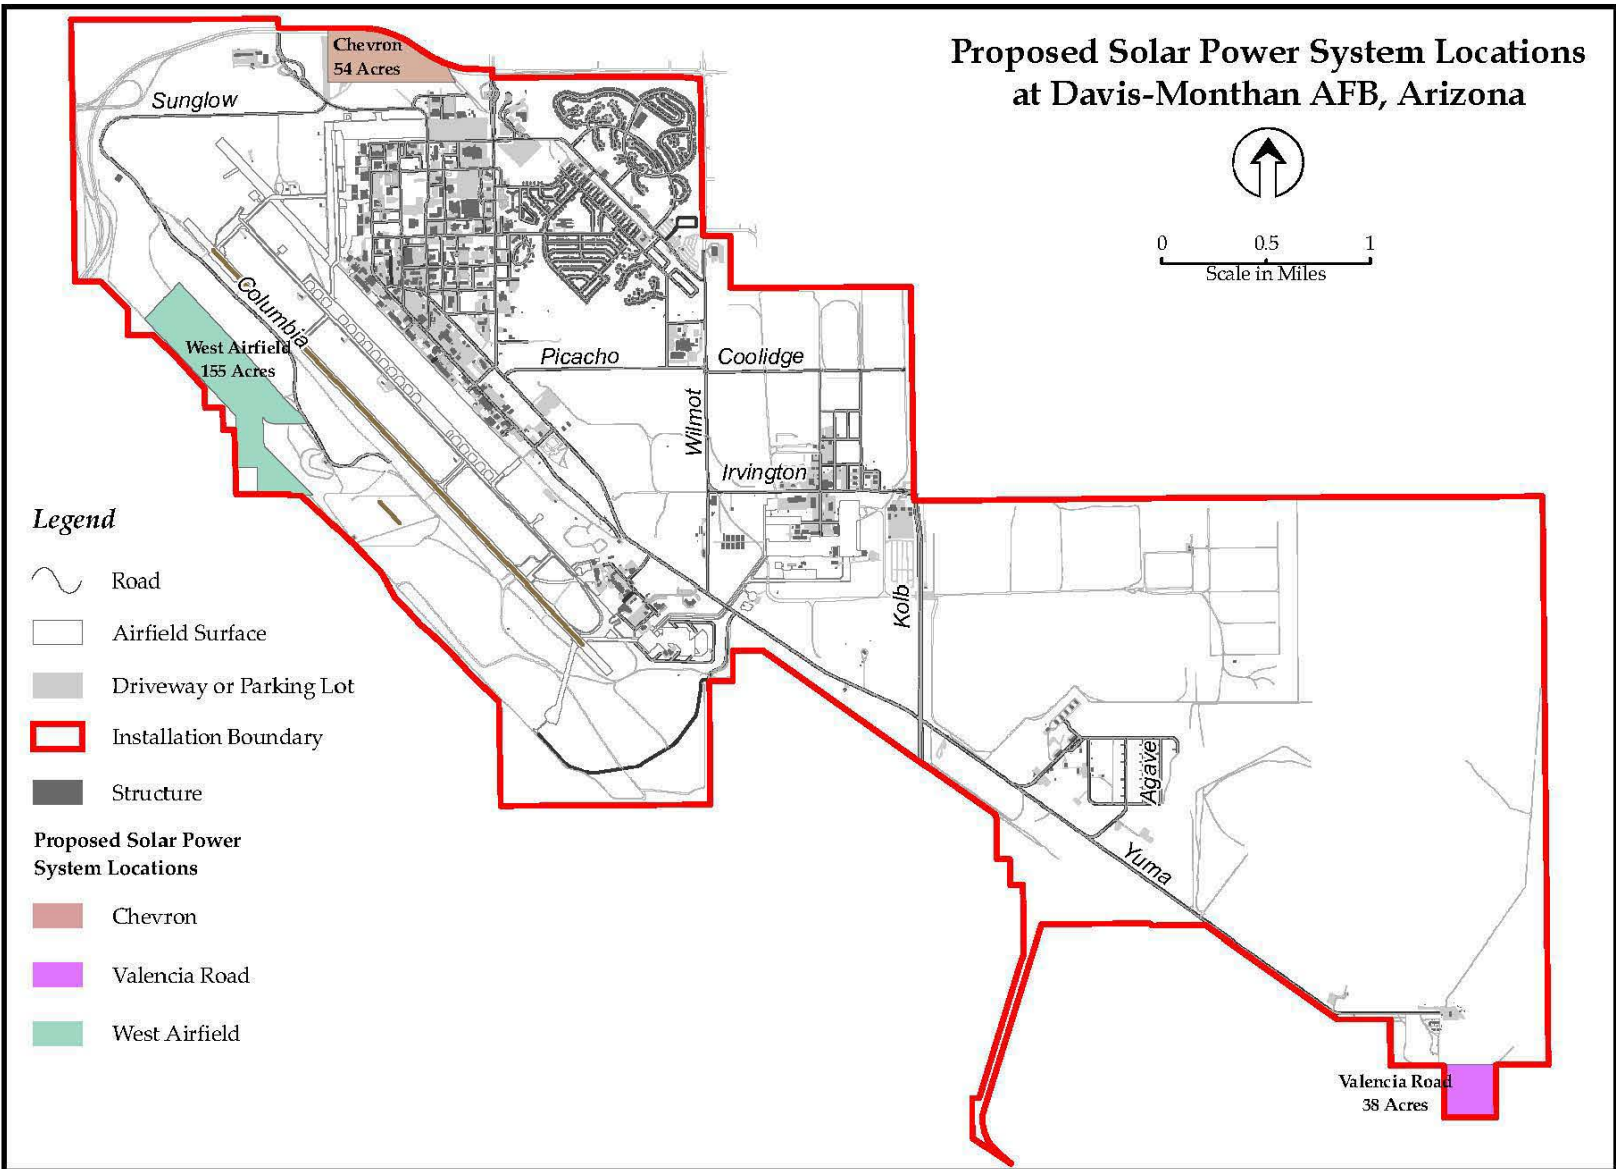 Proposed Solar Power System Locations
at Davis-Monthan AFB, Arizona
0 0.5 1
Scale in Miles
Chevron
54 Acres
Sunglow
Columbia
West Airfield
155 Acres
Picacho
Coolidge
Wilmot
Irvington
Kolb
Agave
Yuma
Valencia Road
38 Acres
Legend
Road
Airfield Surface
Driveway or Parking Lot
Installation Boundary
Structure
Proposed Solar Power
System Locations
Chevron
Valencia Road
West Airfield